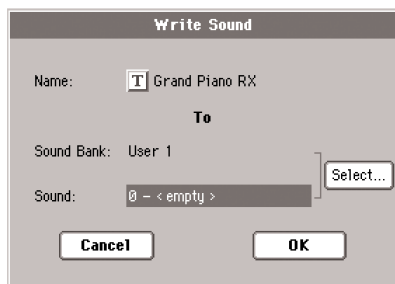 Write Sound
Name: T Grand Piano RX
To
Sound Bank: User 1
Select...
Sound: 0 – < empty >
Cancel OK